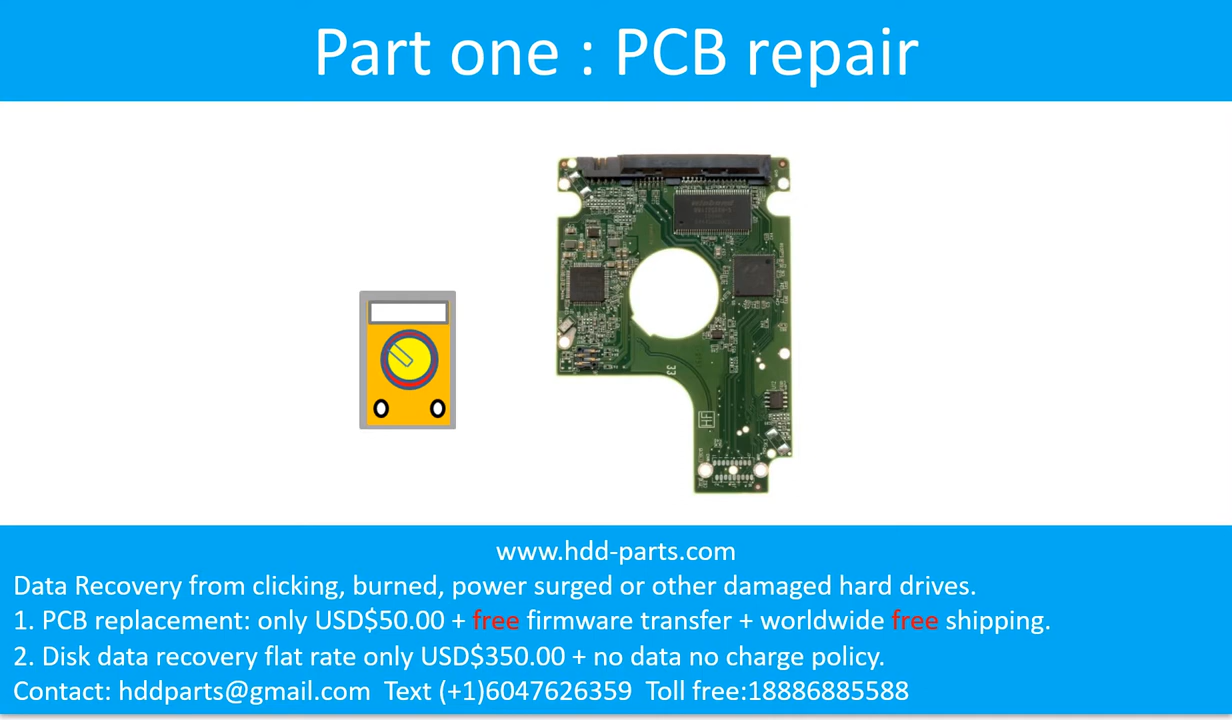 Part one : PCB repair
HF
33
www.hdd-parts.com
Data Recovery from clicking, burned, power surged or other damaged hard drives.
1. PCB replacement: only USD$50.00 + free firmware transfer + worldwide free shipping.
2. Disk data recovery flat rate only USD$350.00 + no data no charge policy.
Contact: hddparts@gmail.com  Text (+1)6047626359  Toll free:18886885588